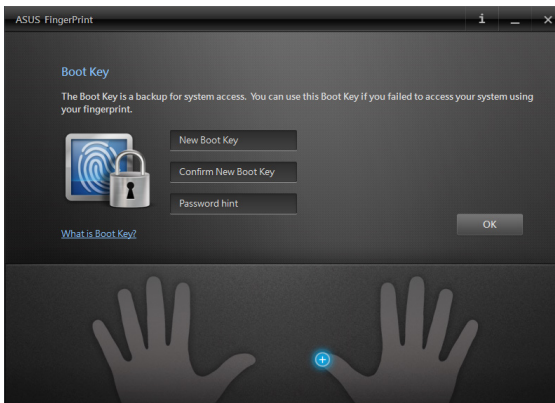 ASUS FingerPrint
Boot Key
The Boot Key is a backup for system access. You can use this Boot Key if you failed to access your system using
your fingerprint.
New Boot Key
Confirm New Boot Key
Password hint
OK
What is Boot Key?